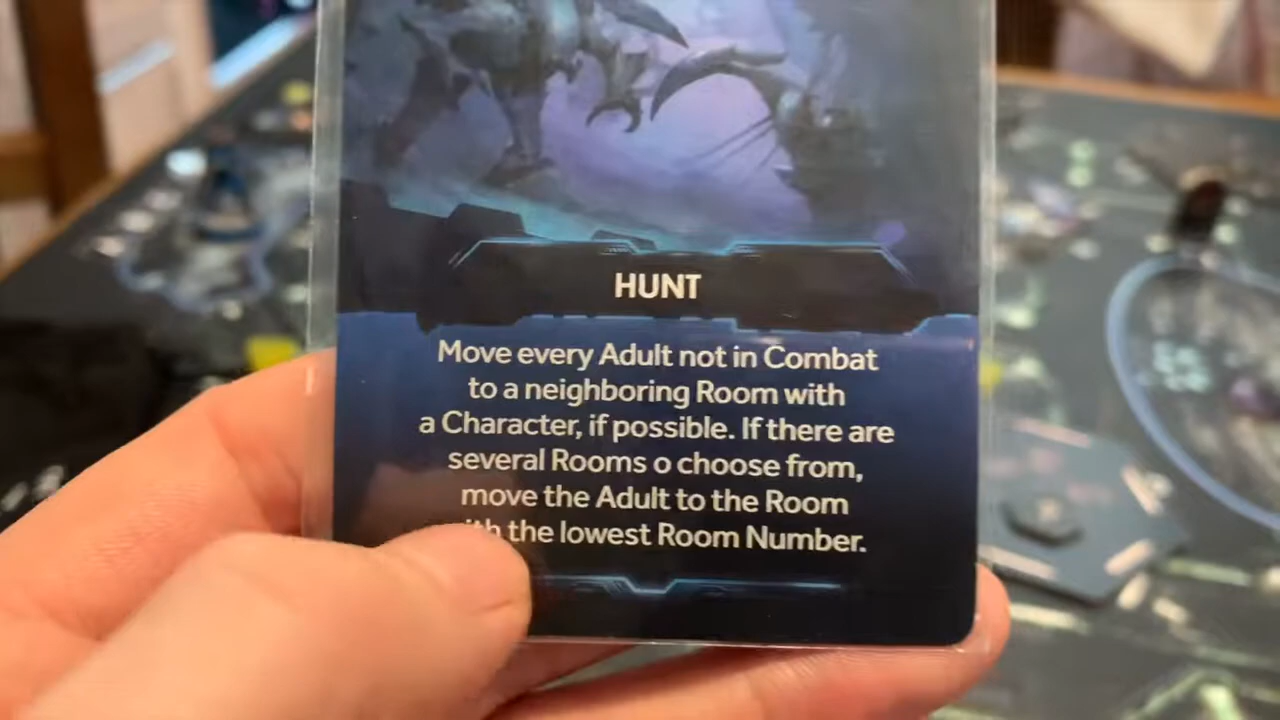 HUNT
Move every Adult not in Combat
to a neighboring Room with
a Character, if possible. If there are
several Rooms o choose from,
move the Adult to the Room
with the lowest Room Number.